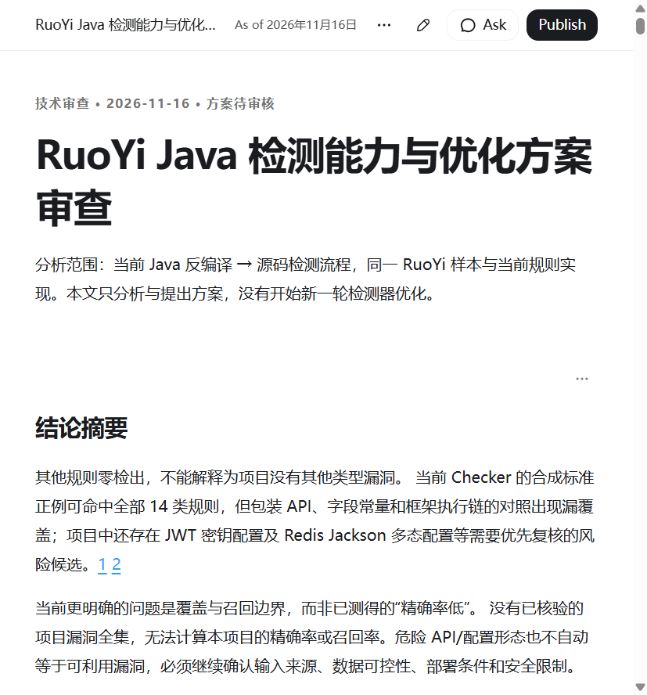 RuoYi Java 检测能力与优化... As of 2026年11月16日 ... Ask Publish
技术审查 • 2026-11-16 • 方案待审核
RuoYi Java 检测能力与优化方案
审查
分析范围：当前 Java 反编译 → 源码检测流程，同一 RuoYi 样本与当前规则实
现。本文只分析与提出方案，没有开始新一轮检测器优化。
...
结论摘要
其他规则零检出，不能解释为项目没有其他类型漏洞。 当前 Checker 的合成标准
正例可命中全部 14 类规则，但包装 API、字段常量和框架执行链的对照出现漏覆
盖；项目中还存在 JWT 密钥配置及 Redis Jackson 多态配置等需要优先复核的风
险候选。1 2
当前更明确的问题是覆盖与召回边界，而非已测得的“精确率低”。 没有已核验的
项目漏洞全集，无法计算本项目的精确率或召回率。危险 API/配置形态也不自动
等于可利用漏洞，必须继续确认输入来源、数据可控性、部署条件和安全限制。